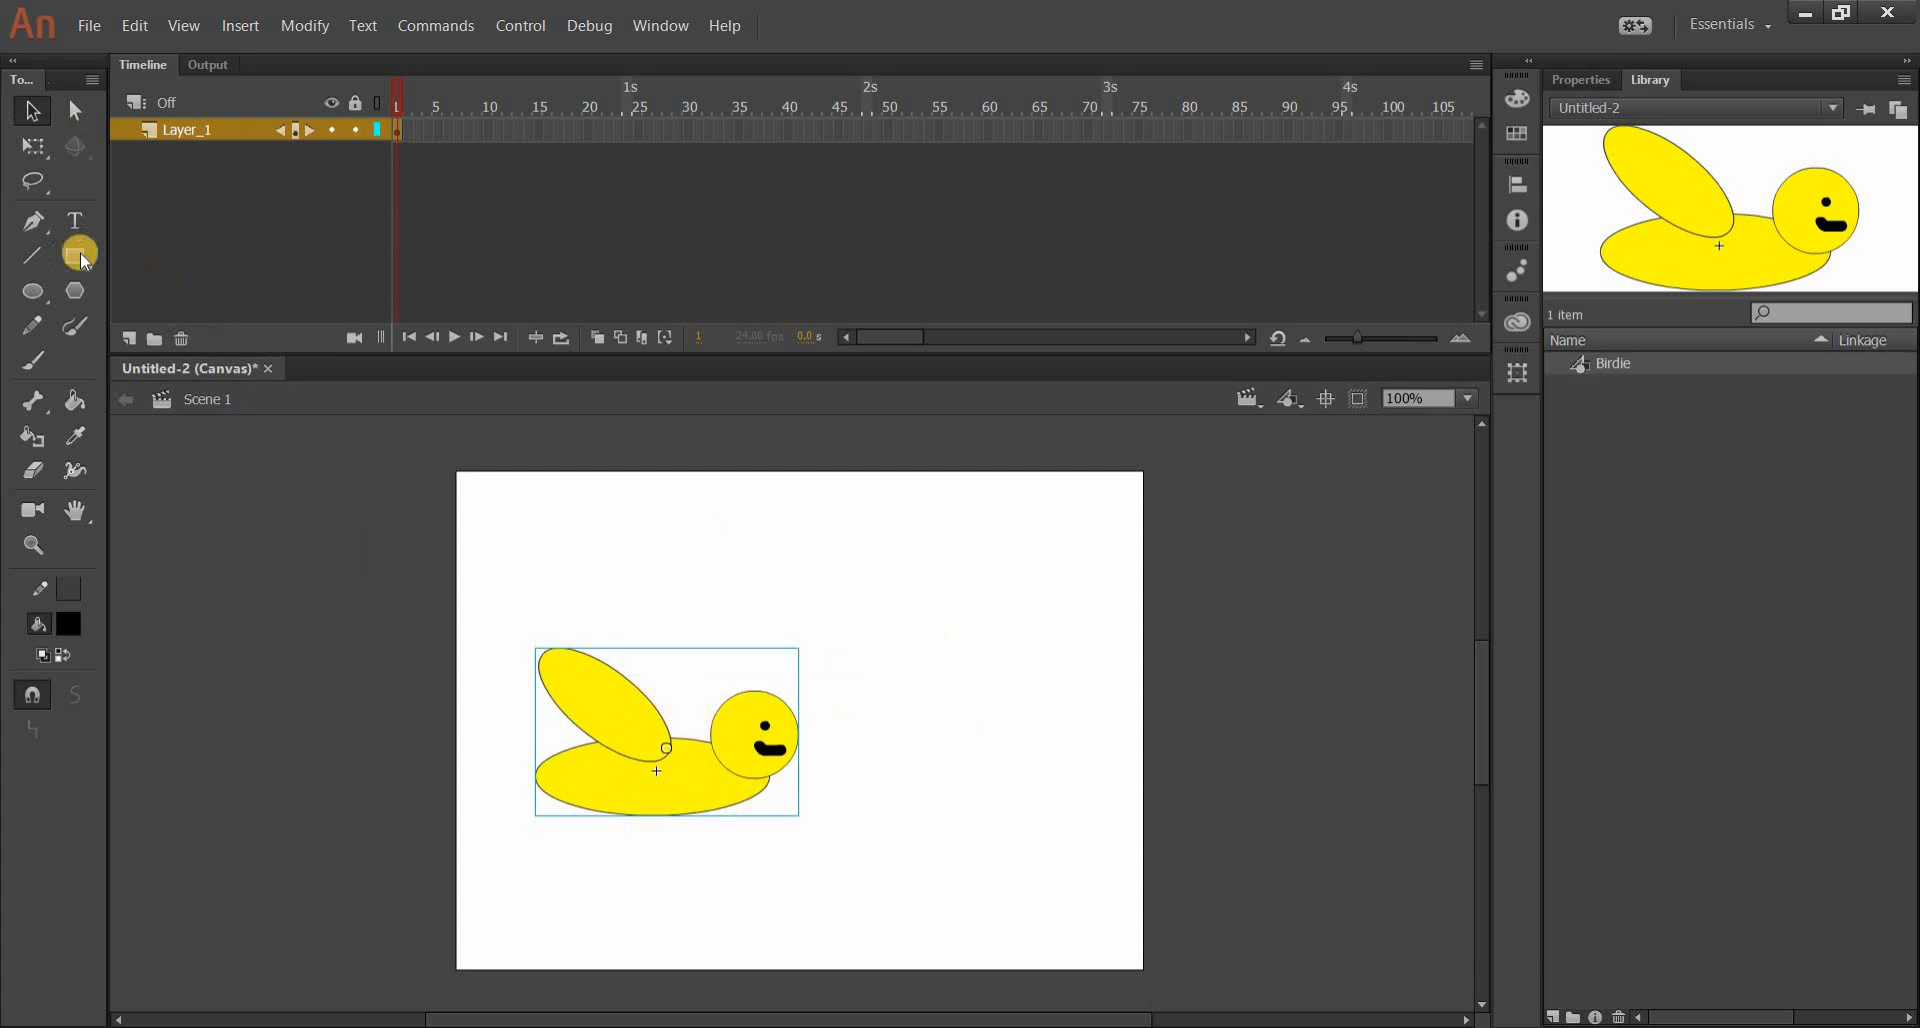 An File Edit View Insert Modify Text Commands Control Debug Window Help Essentials
To... Timeline Output Properties Library
Off 1s 2s 3s 4s
1 5 10 15 20 25 30 35 40 45 50 55 60 65 70 75 80 85 90 95 100 105
Untitled-2
Layer_1
T
1 item
1 24.00 fps 0.0 s
Name Linkage
Birdie
Untitled-2 (Canvas)* ×
Scene 1 100%